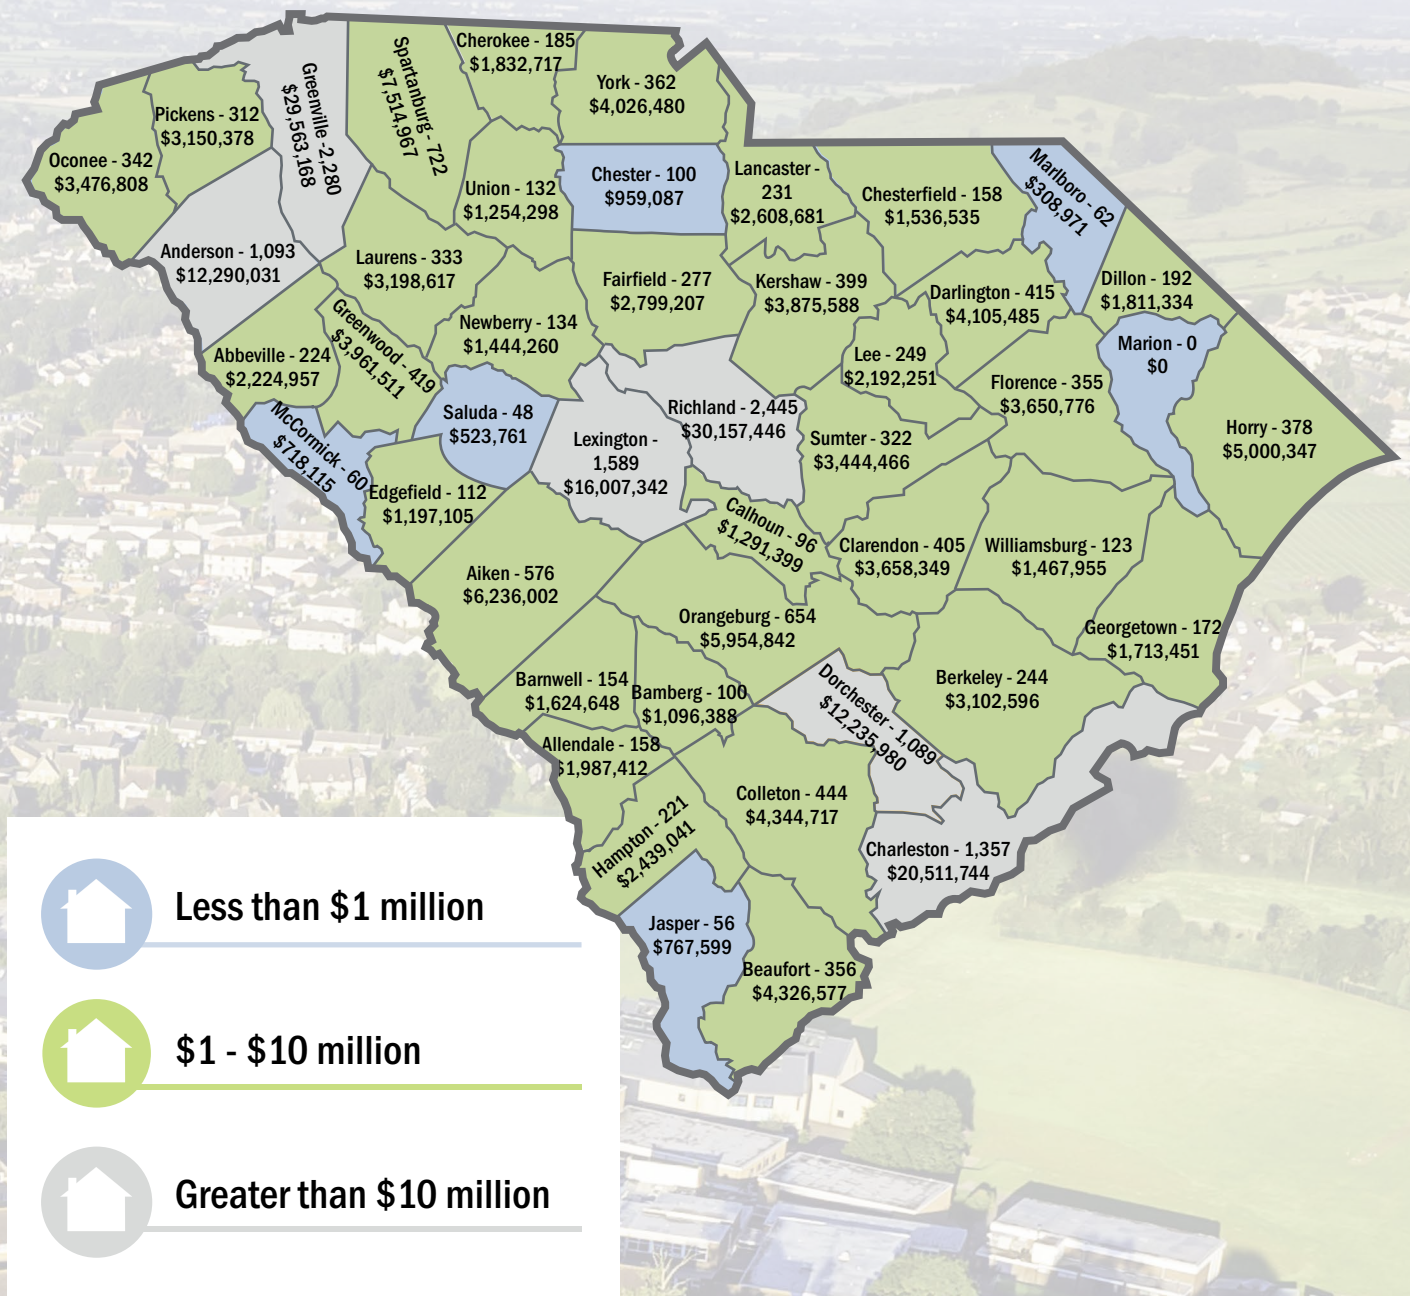 Cherokee - 185
$1,832,717
Spartanburg - 722
$7,514,967
Greenville -2,280
$29,563,168
York - 362
$4,026,480
Pickens - 312
$3,150,378
Oconee - 342
$3,476,808
Union - 132
$1,254,298
Chester - 100
$959,087
Lancaster -
231
$2,608,681
Chesterfield - 158
$1,536,535
Marlboro - 62
$308,971
Anderson - 1,093
$12,290,031
Laurens - 333
$3,198,617
Fairfield - 277
$2,799,207
Kershaw - 399
$3,875,588
Darlington - 415
$4,105,485
Dillon - 192
$1,811,334
Greenwood - 419
$3,961,511
Newberry - 134
$1,444,260
Abbeville - 224
$2,224,957
Lee - 249
$2,192,251
Marion - 0
$0
Florence - 355
$3,650,776
McCormick - 60
$718,115
Saluda - 48
$523,761
Richland - 2,445
$30,157,446
Lexington -
1,589
$16,007,342
Sumter - 322
$3,444,466
Horry - 378
$5,000,347
Edgefield - 112
$1,197,105
Calhoun - 96
$1,291,399
Clarendon - 405
$3,658,349
Williamsburg - 123
$1,467,955
Aiken - 576
$6,236,002
Orangeburg - 654
$5,954,842
Georgetown - 172
$1,713,451
Barnwell - 154
$1,624,648
Bamberg - 100
$1,096,388
Dorchester - 1,089
$12,235,980
Berkeley - 244
$3,102,596
Allendale - 158
$1,987,412
Colleton - 444
$4,344,717
Hampton - 221
$2,439,041
Charleston - 1,357
$20,511,744
Jasper - 56
$767,599
Beaufort - 356
$4,326,577
Less than $1 million
$1 - $10 million
Greater than $10 million